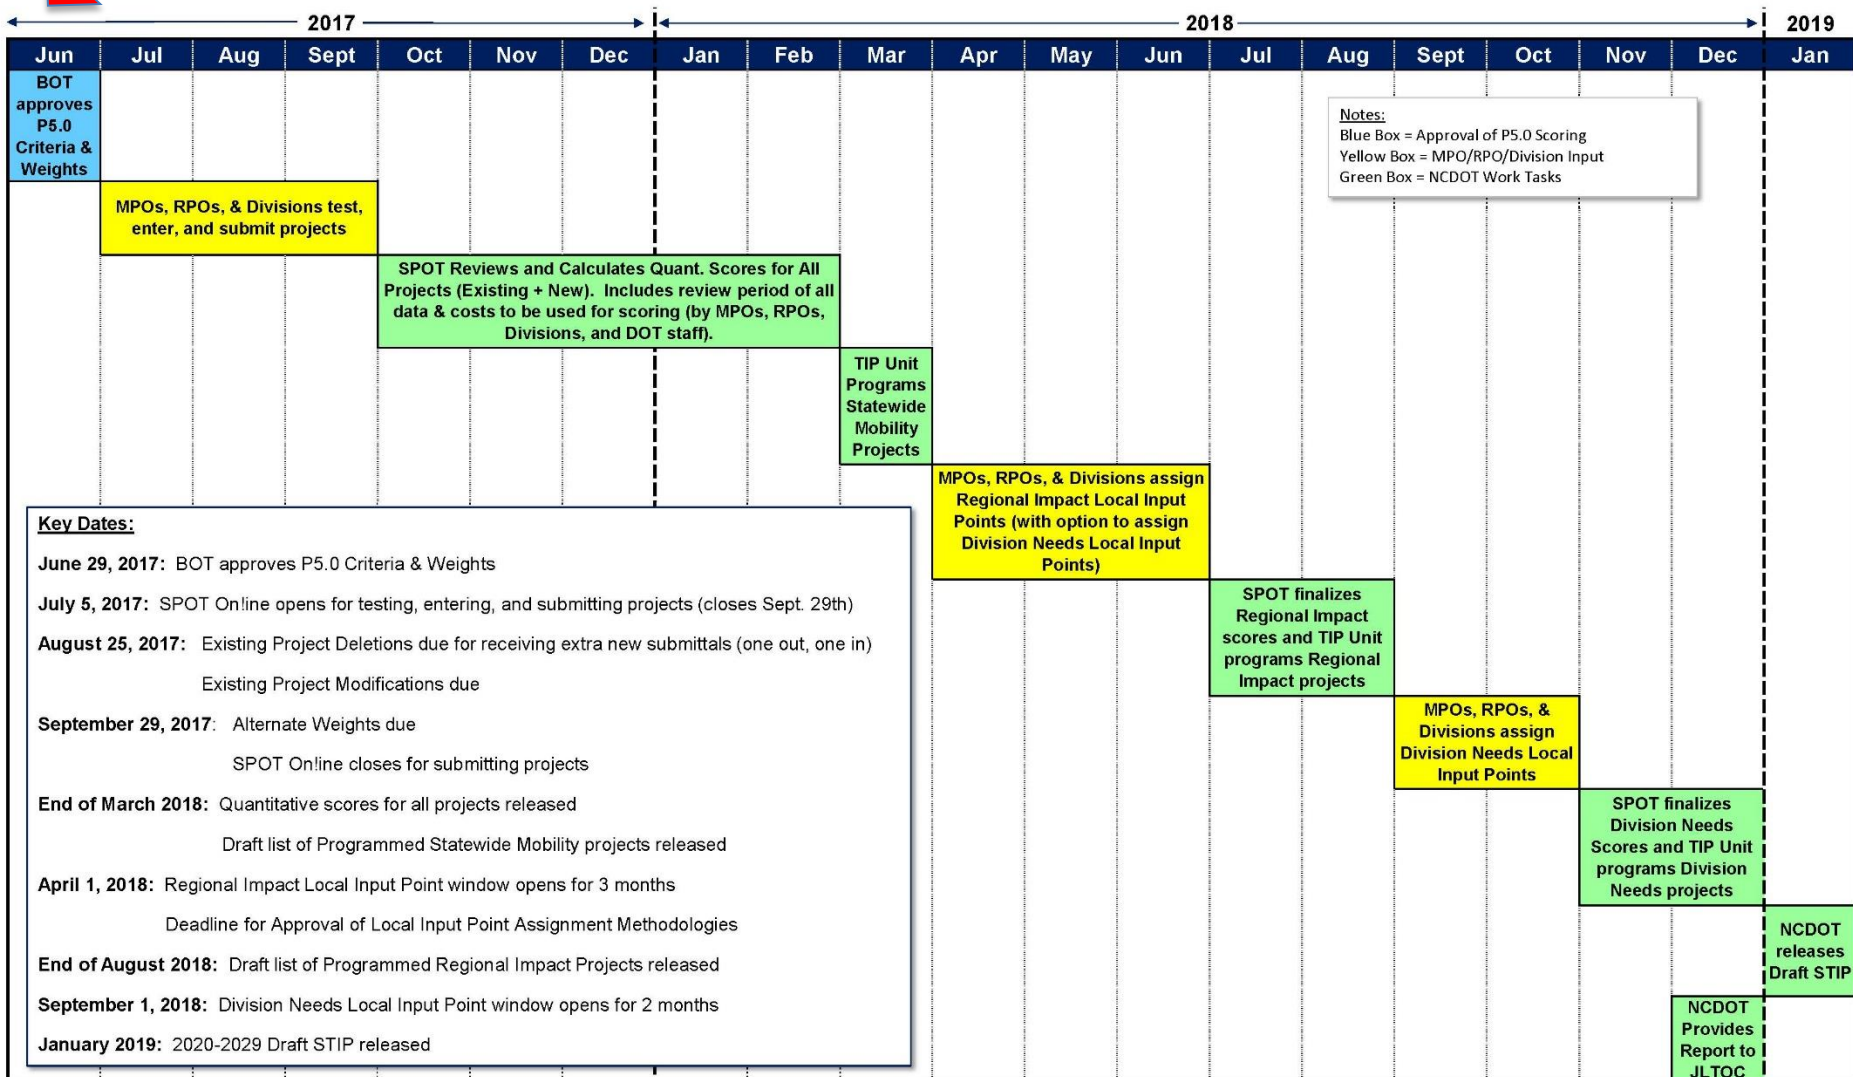 2017
2018
2019
Jun Jul Aug Sept Oct Nov Dec Jan Feb Mar Apr May Jun Jul Aug Sept Oct Nov Dec Jan
BOT
approves
P5.0
Criteria &
Weights
Notes:
Blue Box = Approval of P5.0 Scoring
Yellow Box = MPO/RPO/Division Input
Green Box = NCDOT Work Tasks
MPOs, RPOs, & Divisions test,
enter, and submit projects
SPOT Reviews and Calculates Quant. Scores for All
Projects (Existing + New). Includes review period of all
data & costs to be used for scoring (by MPOs, RPOs,
Divisions, and DOT staff).
TIP Unit
Programs
Statewide
Mobility
Projects
MPOs, RPOs, & Divisions assign
Regional Impact Local Input
Points (with option to assign
Division Needs Local Input
Points)
SPOT finalizes
Regional Impact
scores and TIP Unit
programs Regional
Impact projects
MPOs, RPOs, &
Divisions assign
Division Needs Local
Input Points
SPOT finalizes
Division Needs
Scores and TIP Unit
programs Division
Needs projects
NCDOT
releases
Draft STIP
NCDOT
Provides
Report to
JLTOC
Key Dates:
June 29, 2017: BOT approves P5.0 Criteria & Weights
July 5, 2017: SPOT On!ine opens for testing, entering, and submitting projects (closes Sept. 29th)
August 25, 2017: Existing Project Deletions due for receiving extra new submittals (one out, one in)
Existing Project Modifications due
September 29, 2017: Alternate Weights due
SPOT On!ine closes for submitting projects
End of March 2018: Quantitative scores for all projects released
Draft list of Programmed Statewide Mobility projects released
April 1, 2018: Regional Impact Local Input Point window opens for 3 months
Deadline for Approval of Local Input Point Assignment Methodologies
End of August 2018: Draft list of Programmed Regional Impact Projects released
September 1, 2018: Division Needs Local Input Point window opens for 2 months
January 2019: 2020-2029 Draft STIP released